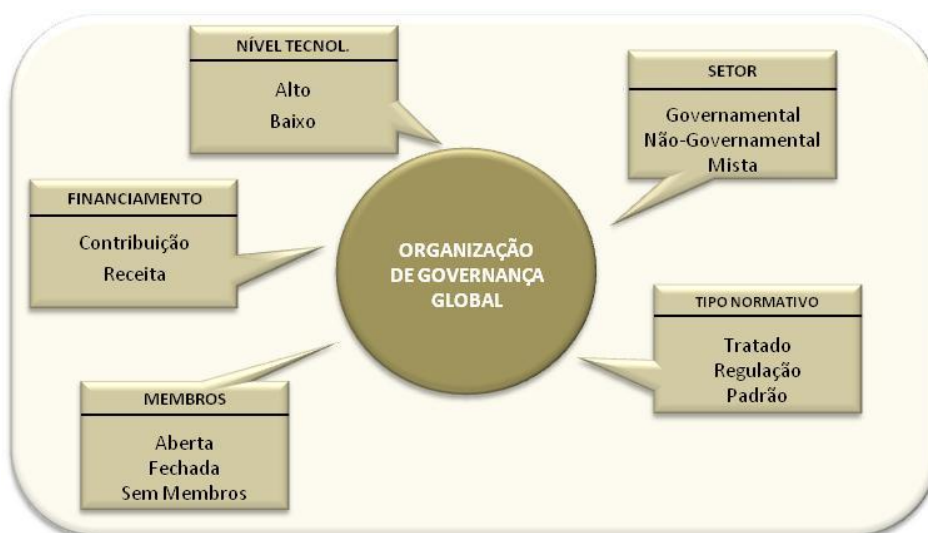 NÍVEL TECNOL.
Alto
Baixo
SETOR
Governamental
Não-Governamental
Mista
FINANCIAMENTO
Contribuição
Receita
ORGANIZAÇÃO
DE GOVERNANÇA
GLOBAL
TIPO NORMATIVO
Tratado
Regulação
Padrão
MEMBROS
Aberta
Fechada
Sem Membros